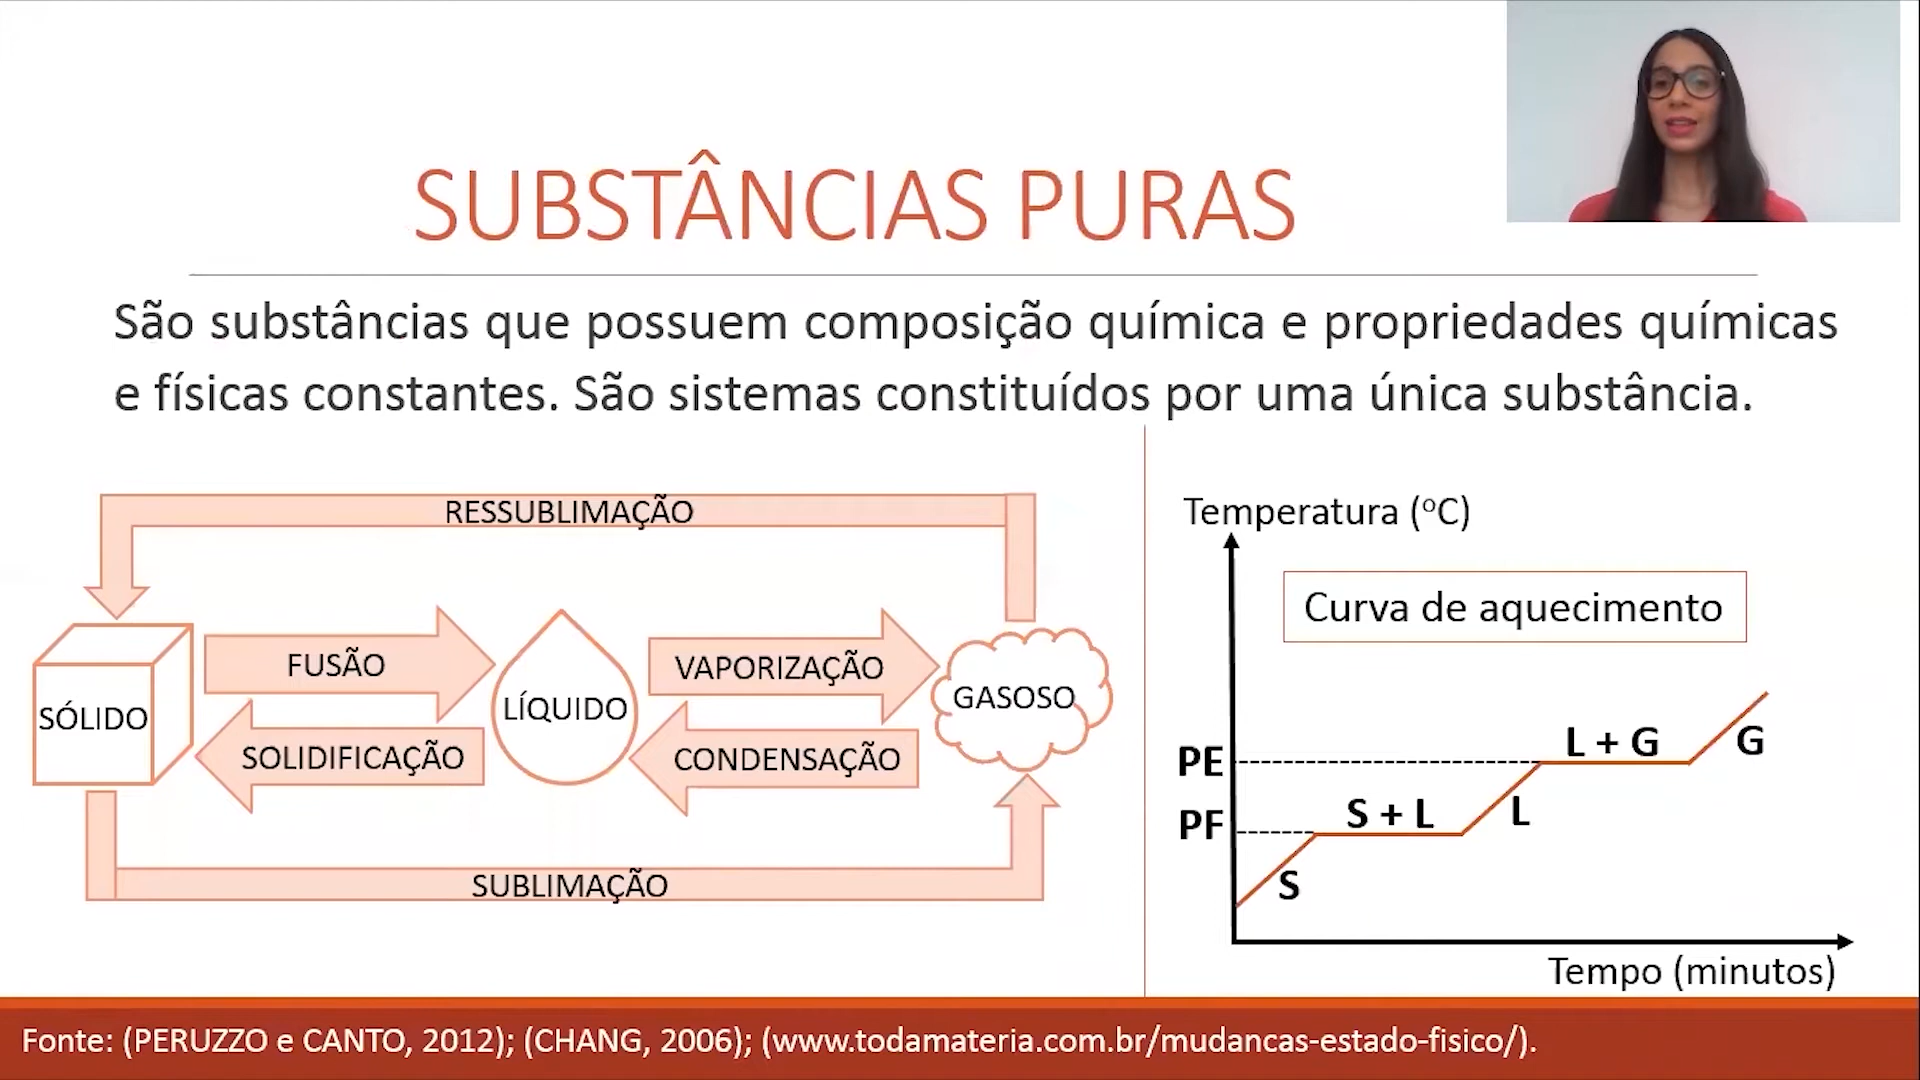 SUBSTÂNCIAS PURAS
São substâncias que possuem composição química e propriedades químicas
e físicas constantes. São sistemas constituídos por uma única substância.
RESSUBLIMAÇÃO
FUSÃO
VAPORIZAÇÃO
SÓLIDO
LÍQUIDO
GASOSO
SOLIDIFICAÇÃO
CONDENSAÇÃO
SUBLIMAÇÃO
Temperatura (ºC)
Curva de aquecimento
PE
L + G
G
PF
S + L
L
S
Tempo (minutos)
Fonte: (PERUZZO e CANTO, 2012); (CHANG, 2006); (www.todamateria.com.br/mudancas-estado-fisico/).